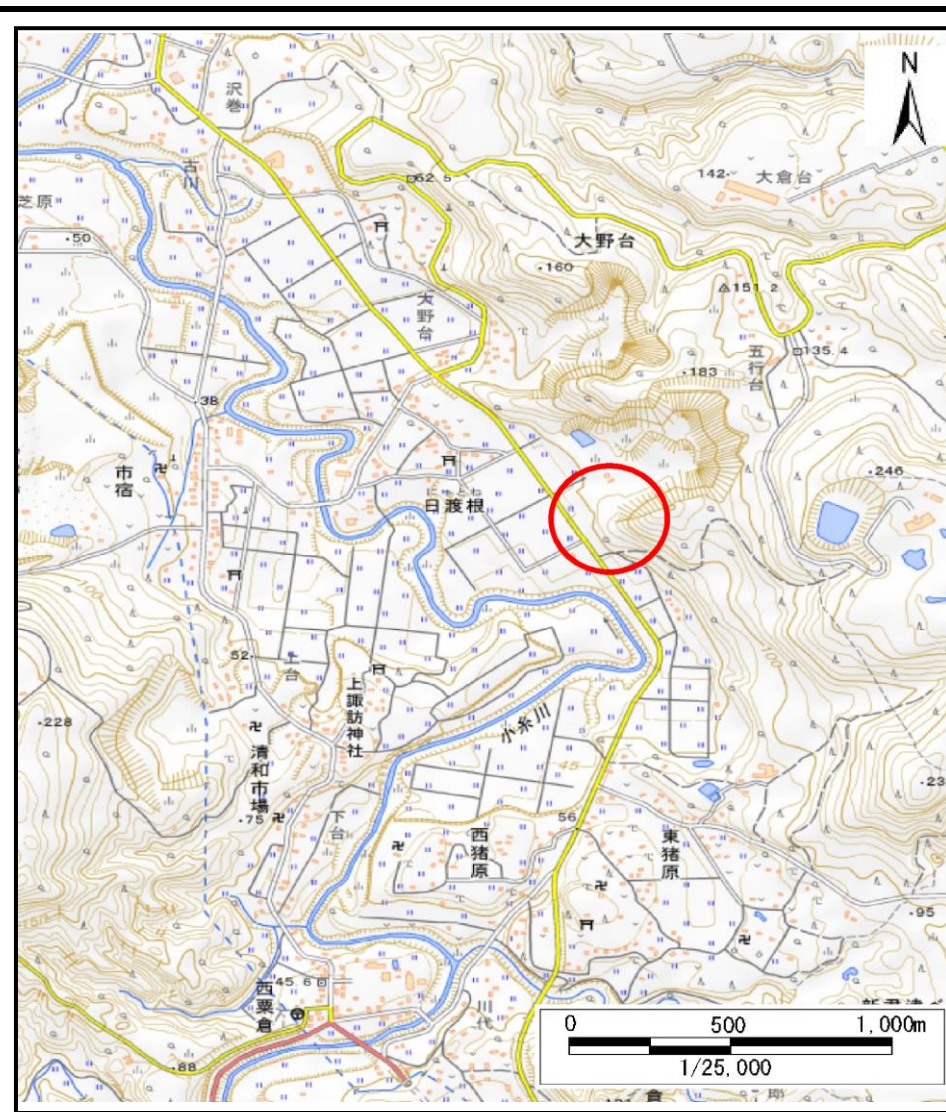 N
沢巻
古川
芝原
50
62.5
142
大倉台
大野台
160
大野台
151.2
五行台
135.4
183
38
246
市宿
日渡根
52
上台
上諏訪神社
228
小糸川
清和市場
45
75
下台
56
西猪原
東猪原
95
45.6
西粟倉
川代
88
0 500 1,000m
1/25,000